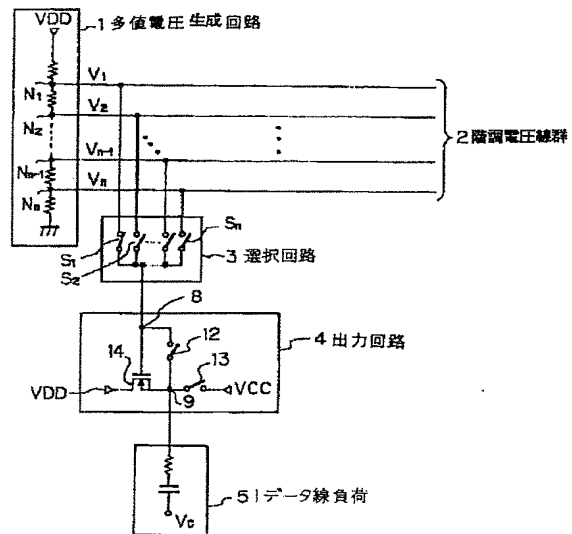 VDD
1 多値電圧生成回路
V1
N1
V2
N2
Vn-1
Nn-1
Vn
Nn
2 階調電圧線群
S1
S2
Sn
3 選択回路
8
12
4 出力回路
14
13
VDD
VCC
9
51 データ線負荷
Vc